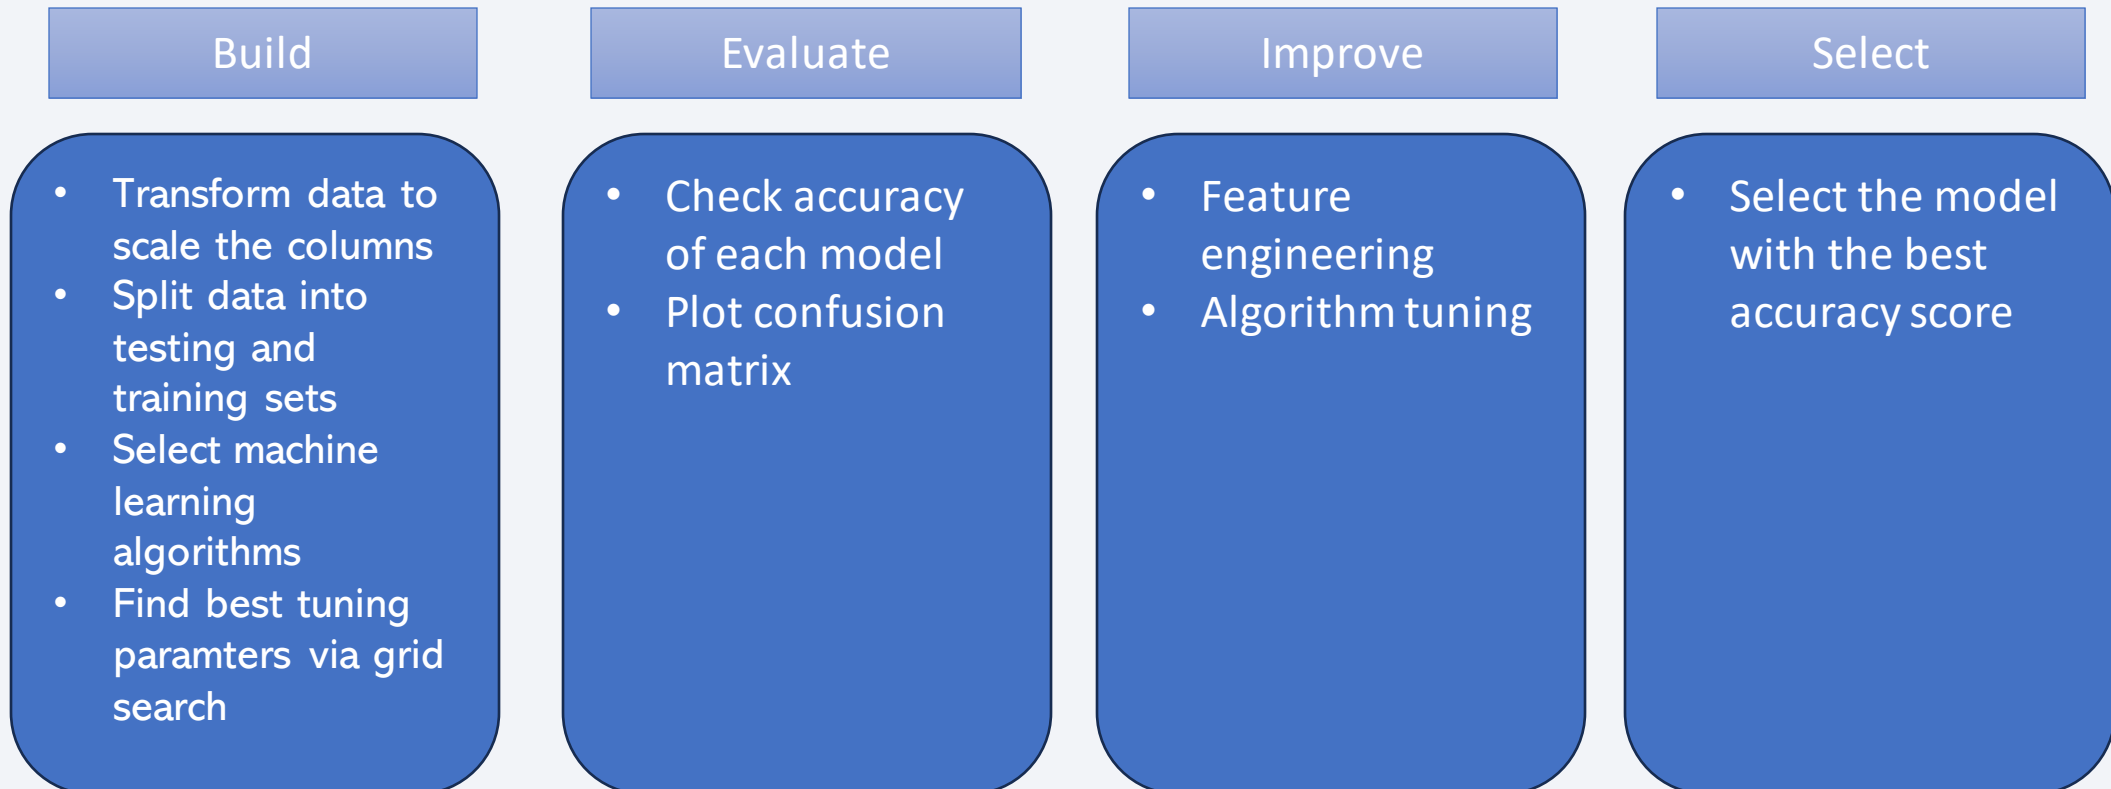 Build
• Transform data to
scale the columns
• Split data into
testing and
training sets
• Select machine
learning
algorithms
• Find best tuning
paramters via grid
search
Evaluate
• Check accuracy
of each model
• Plot confusion
matrix
Improve
• Feature
engineering
• Algorithm tuning
Select
• Select the model
with the best
accuracy score